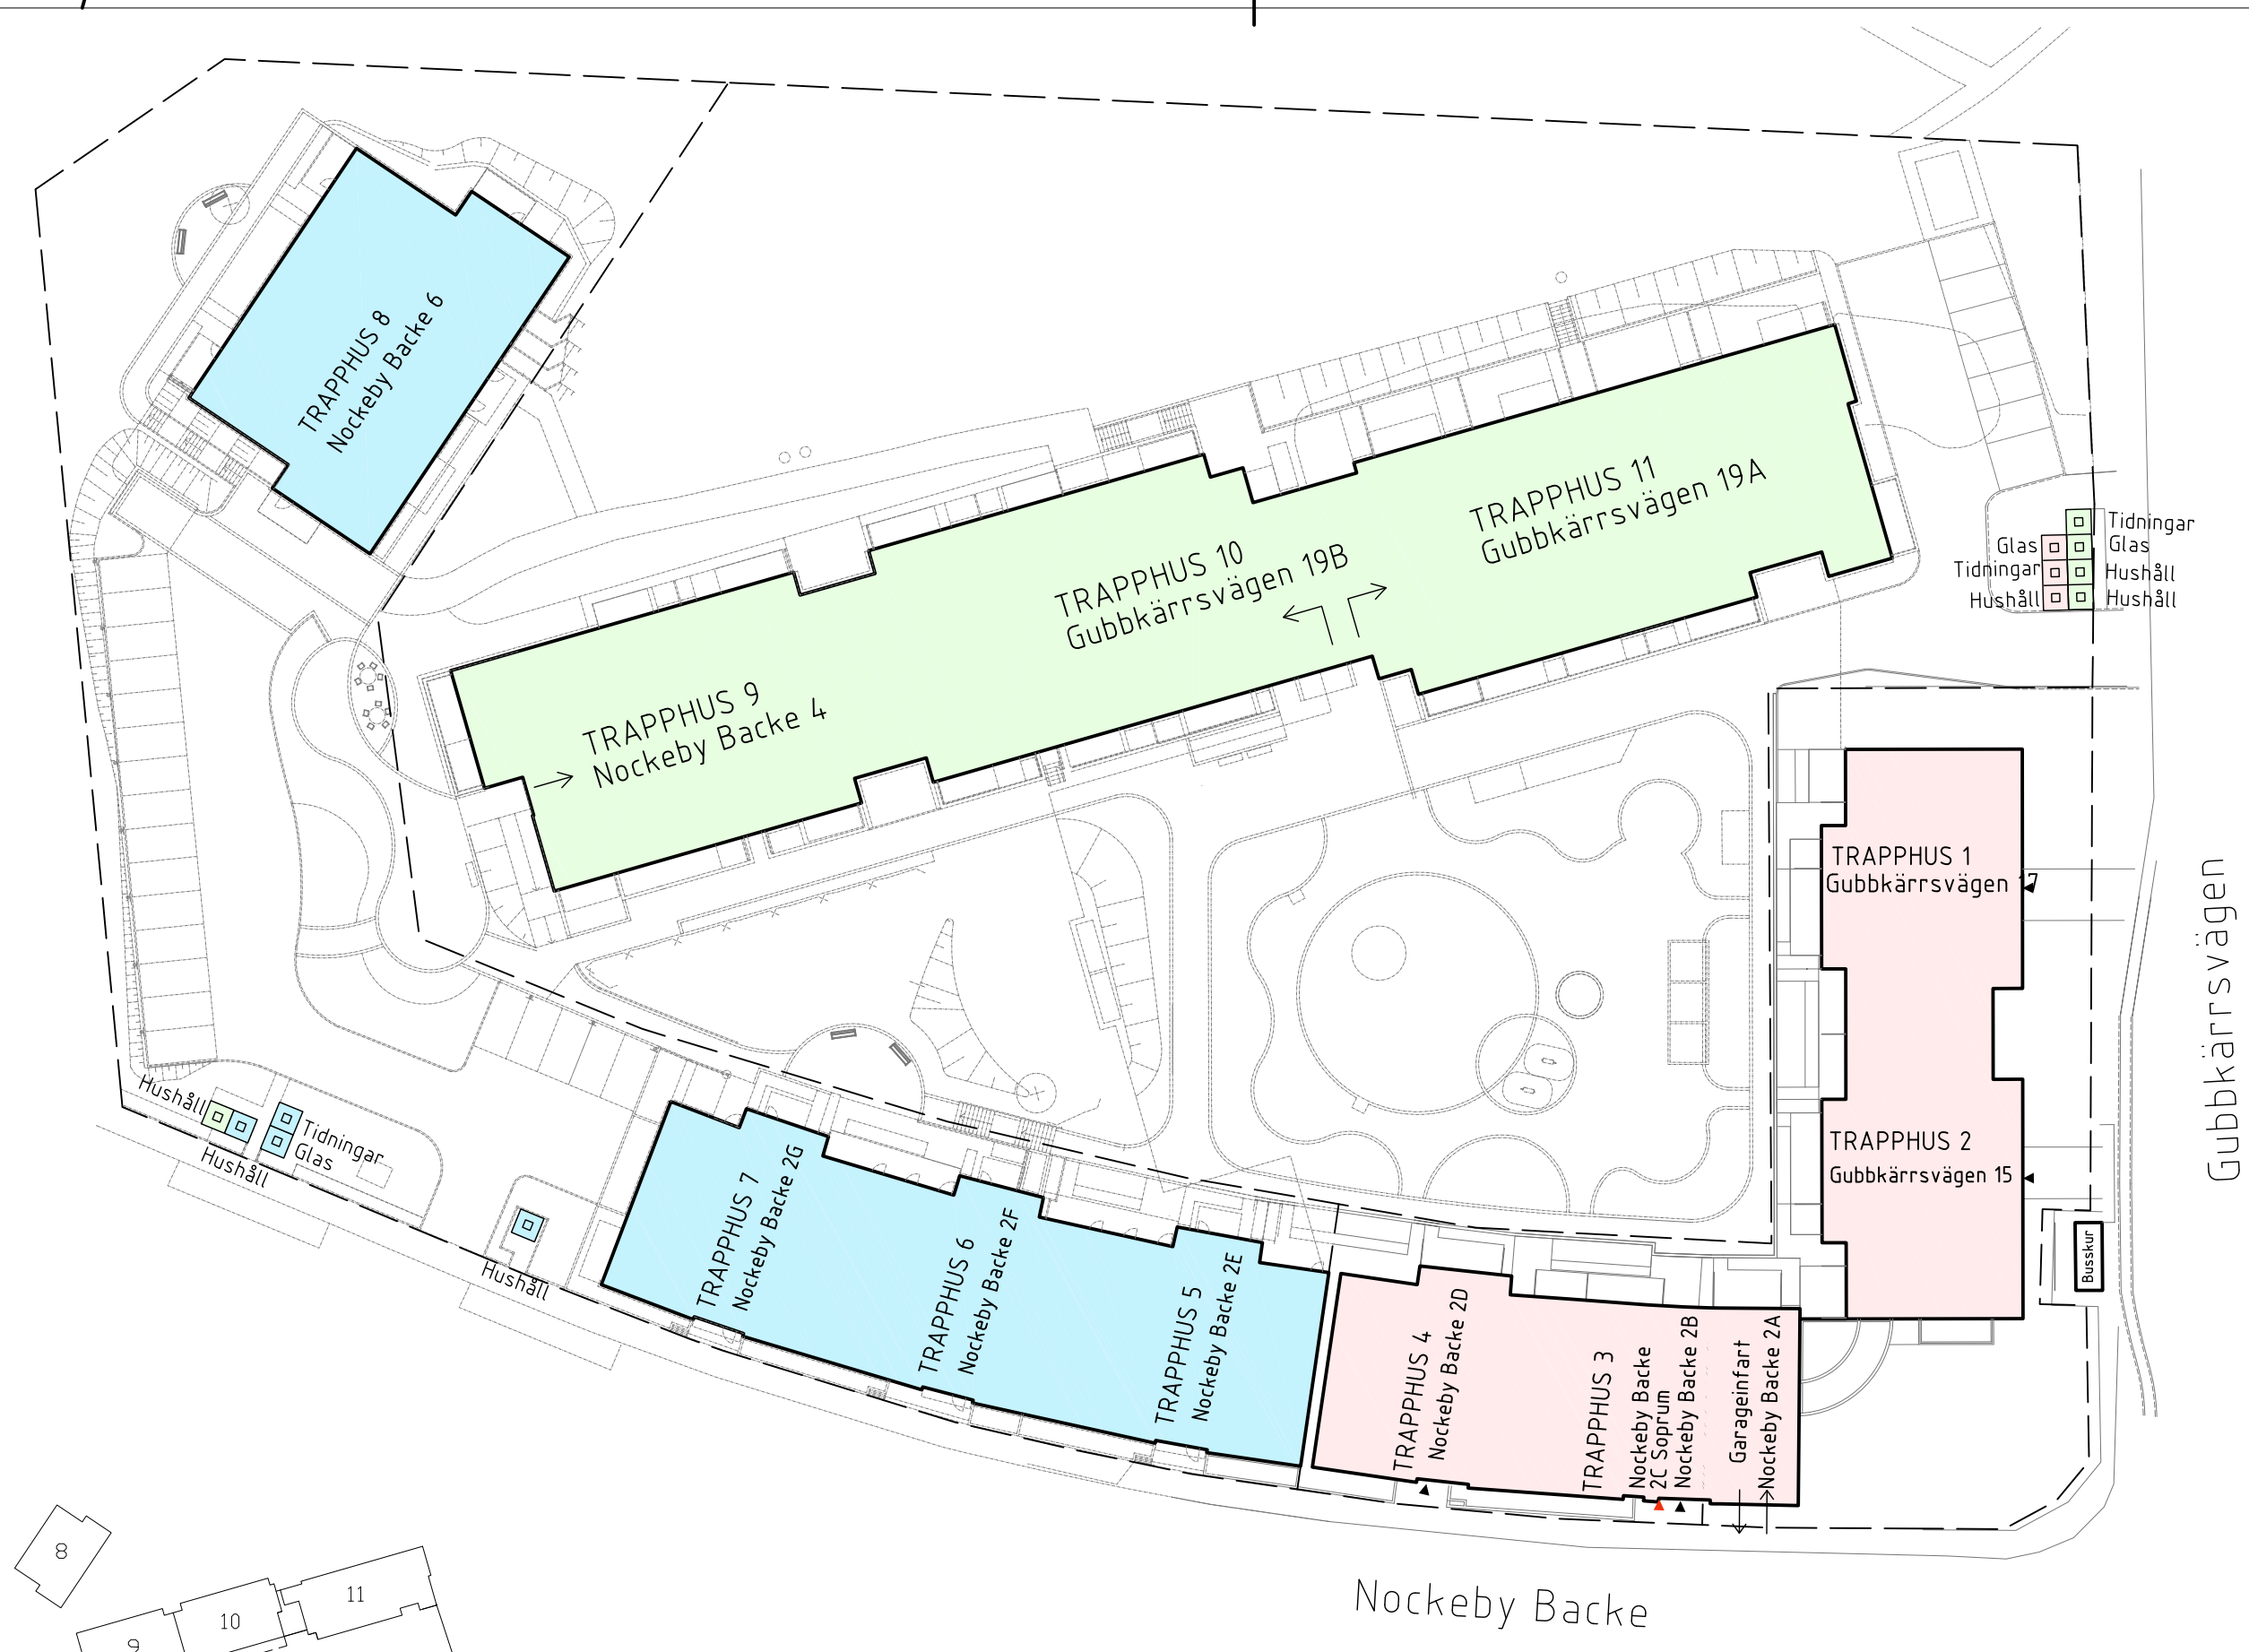 TRAPPHUS 8
Nockeby Backe 6
TRAPPHUS 11
Gubbkärrsvägen 19A
TRAPPHUS 10
Gubbkärrsvägen 19B
TRAPPHUS 9
Nockeby Backe 4
Tidningar
Glas
Glas
Tidningar
Hushåll
Hushåll
Hushåll
TRAPPHUS 1
Gubbkärrsvägen 17
TRAPPHUS 2
Gubbkärrsvägen 15
Gubbkärrsvägen
Busskur
Hushåll
Tidningar
Glas
Hushåll
Hushåll
TRAPPHUS 7
Nockeby Backe 2G
TRAPPHUS 6
Nockeby Backe 2F
TRAPPHUS 5
Nockeby Backe 2E
TRAPPHUS 4
Nockeby Backe 2D
TRAPPHUS 3
Nockeby Backe
2C Soprum
Nockeby Backe 2B
Garageinfart
Nockeby Backe 2A
Nockeby Backe
8
11
10
9